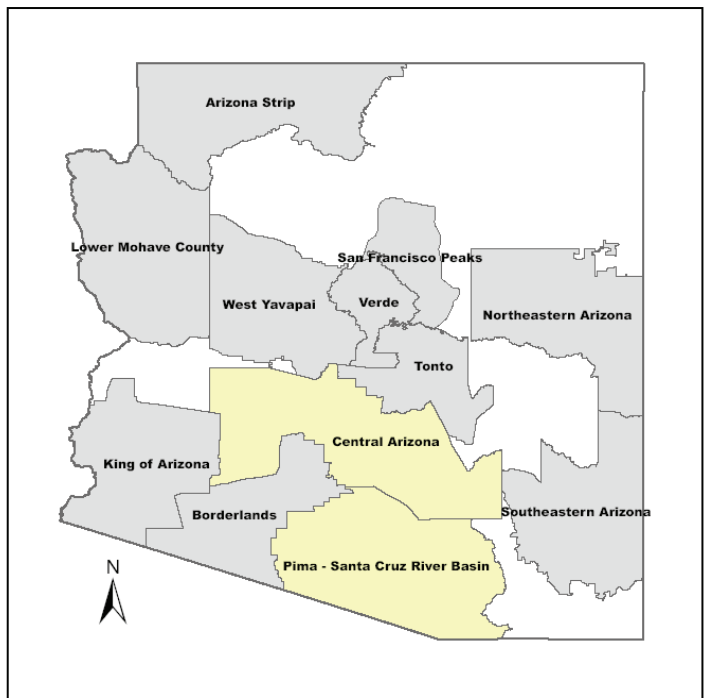 Arizona Strip
Lower Mohave County
San Francisco Peaks
West Yavapai
Verde
Northeastern Arizona
Tonto
Central Arizona
King of Arizona
Borderlands
Southeastern Arizona
Pima - Santa Cruz River Basin
N